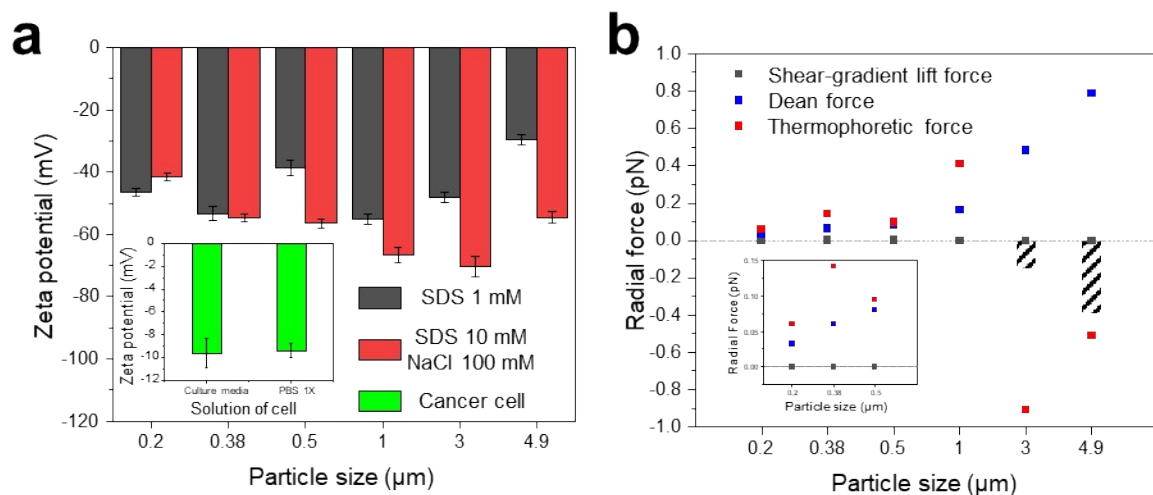 a
0
-20
-40
-60
-80
-100
-120
Zeta potential (mV)
0.2
0.38
0.5
1
3
4.9
Particle size (µm)
SDS 1 mM
SDS 10 mM
NaCl 100 mM
Cancer cell
0
-2
-4
-6
-8
-10
-12
Zeta potential (mV)
Culture media
PBS 1X
Solution of cell
b
1.0
0.8
0.6
0.4
0.2
0.0
-0.2
-0.4
-0.6
-0.8
-1.0
Radial force (pN)
Shear-gradient lift force
Dean force
Thermophoretic force
0.2
0.38
0.5
1
3
4.9
Particle size (µm)
0.15
0.10
0.05
0.00
Radial Force (pN)
0.2
0.38
0.5
Particle size (µm)